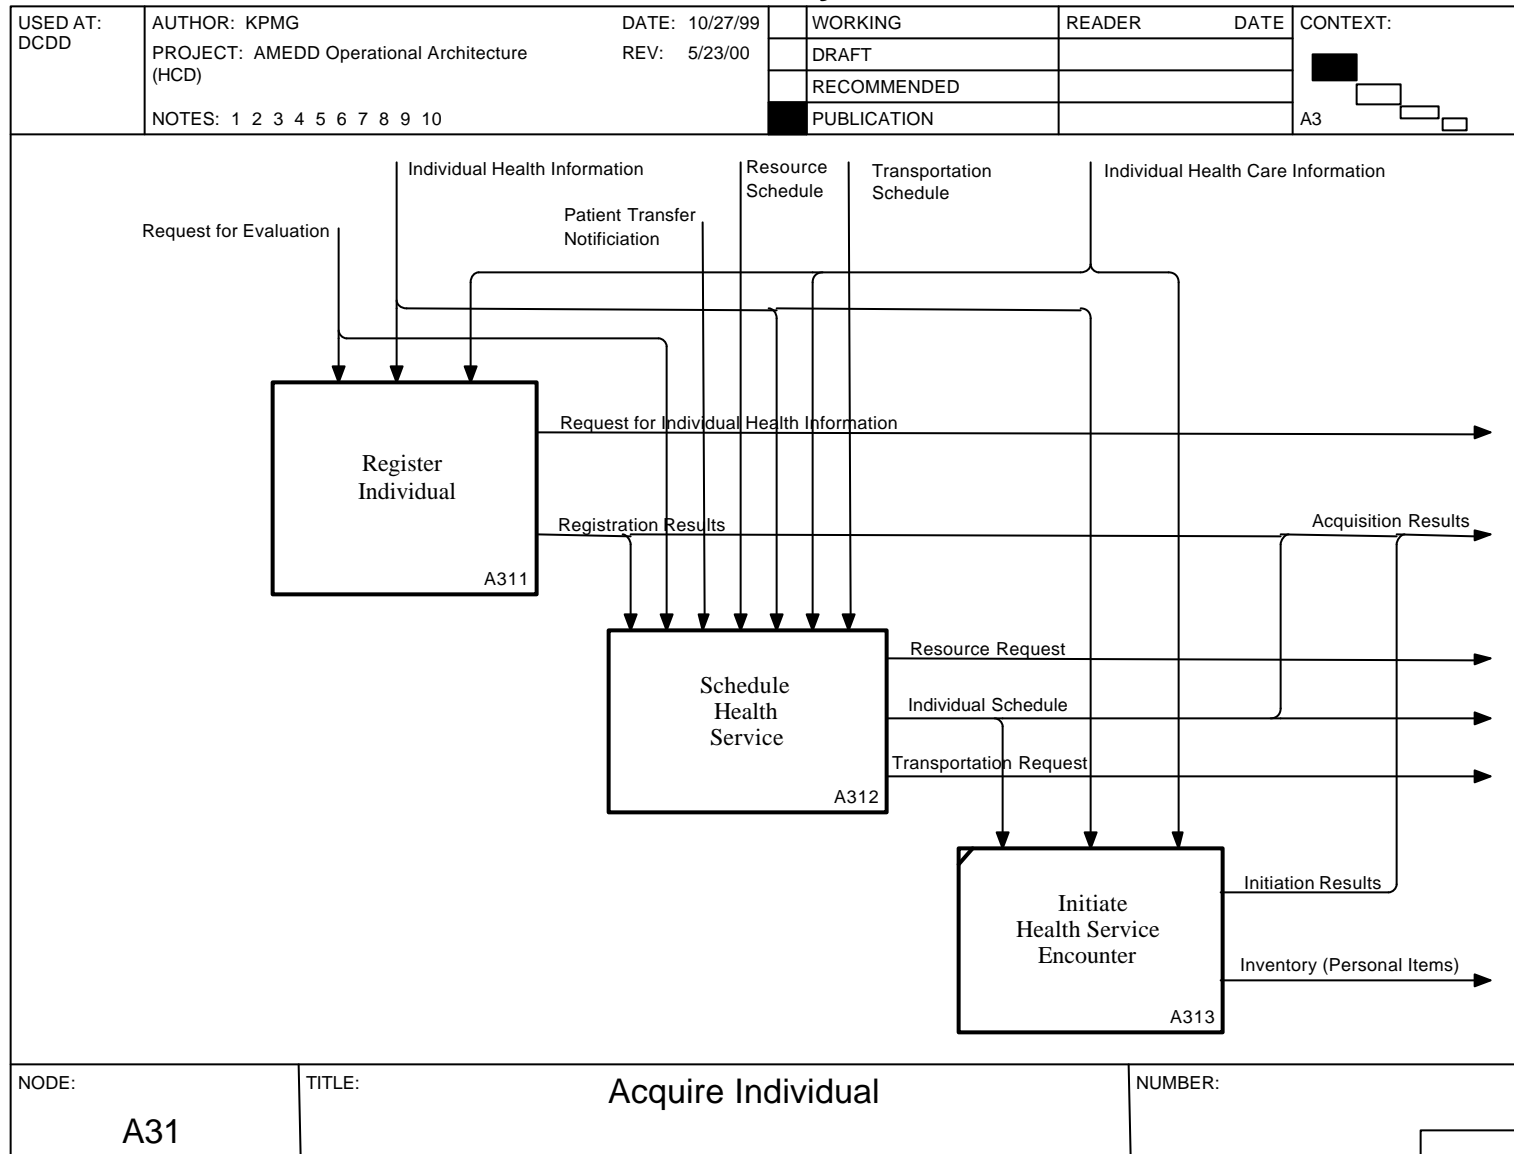 USED AT:
DCDD
AUTHOR: KPMG
DATE: 10/27/99
PROJECT: AMEDD Operational Architecture
(HCD)
REV: 5/23/00
NOTES: 1 2 3 4 5 6 7 8 9 10
WORKING
DRAFT
RECOMMENDED
PUBLICATION
READER DATE
CONTEXT:
A3
Individual Health Information
Resource
Schedule
Transportation
Schedule
Individual Health Care Information
Patient Transfer
Notificiation
Request for Evaluation
Request for Individual Health Information
Register
Individual
A311
Registration Results
Acquisition Results
Resource Request
Schedule
Health
Service
A312
Individual Schedule
Transportation Request
Initiate
Health Service
Encounter
A313
Initiation Results
Inventory (Personal Items)
NODE:
A31
TITLE:
Acquire Individual
NUMBER: